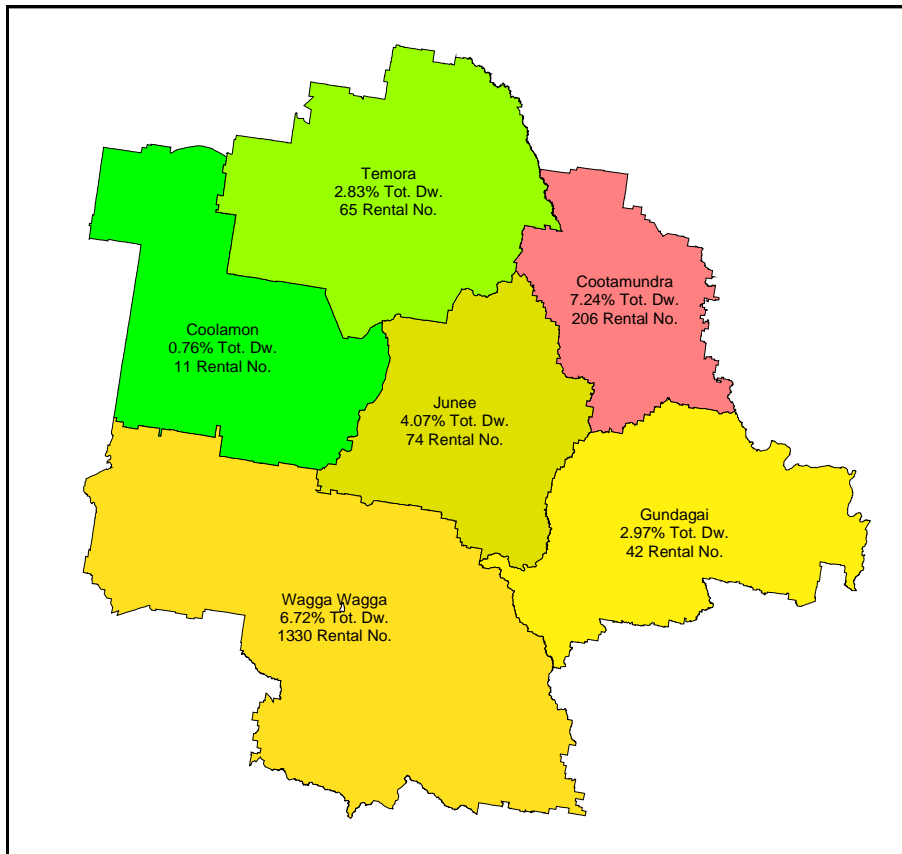 Temora
2.83% Tot. Dw.
65 Rental No.
Cootamundra
7.24% Tot. Dw.
206 Rental No.
Coolamon
0.76% Tot. Dw.
11 Rental No.
Junee
4.07% Tot. Dw.
74 Rental No.
Gundagai
2.97% Tot. Dw.
42 Rental No.
Wagga Wagga
6.72% Tot. Dw.
1330 Rental No.